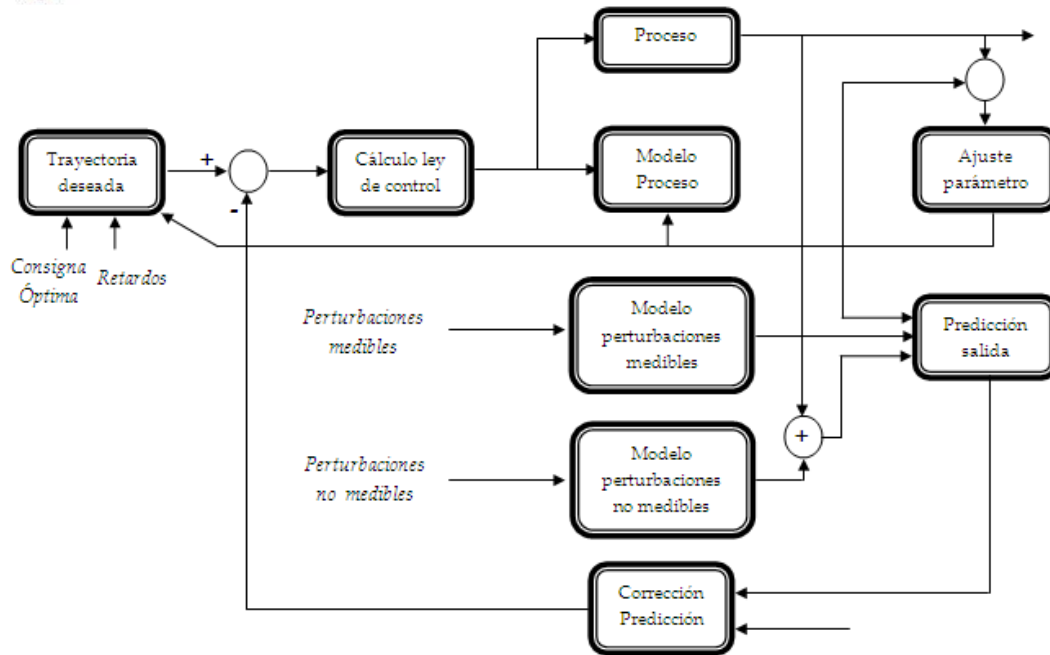 Proceso
Trayectoria
deseada
+
-
Cálculo ley
de control
Modelo
Proceso
Ajuste
parámetro
Consigna
Óptima
Retardos
Perturbaciones
medibles
Modelo
perturbaciones
medibles
Predicción
salida
+
Perturbaciones
no medibles
Modelo
perturbaciones
no medibles
Corrección
Predicción